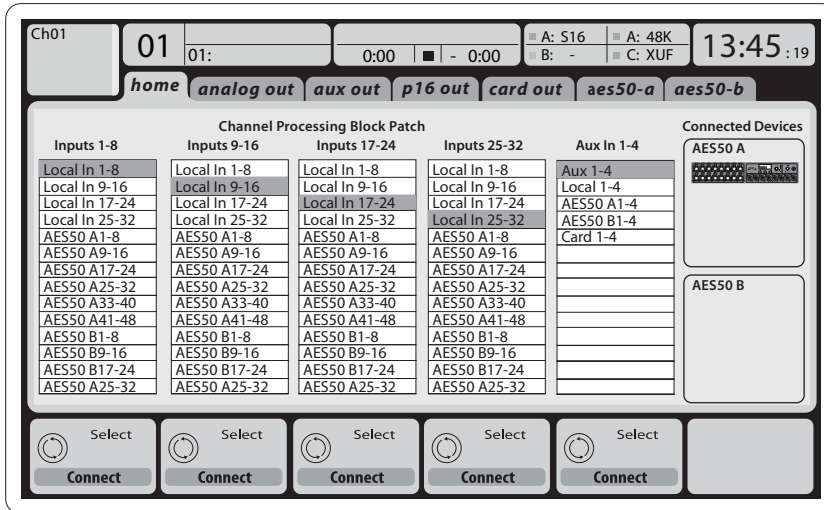 Ch01
01
01:
0:00 - 0:00
A: S16 A: 48K
B: - C: XUF
13:45 :19
home analog out aux out p16 out card out aes50-a aes50-b
Channel Processing Block Patch
Connected Devices
Inputs 1-8 Inputs 9-16 Inputs 17-24 Inputs 25-32 Aux In 1-4
AES50 A
Local In 1-8 Local In 1-8 Local In 1-8 Local In 1-8 Aux 1-4
Local In 9-16 Local In 9-16 Local In 9-16 Local In 9-16 Local 1-4
Local In 17-24 Local In 17-24 Local In 17-24 Local In 17-24 AES50 A1-4
Local In 25-32 Local In 25-32 Local In 25-32 Local In 25-32 AES50 B1-4
AES50 A1-8 AES50 A1-8 AES50 A1-8 AES50 A1-8 Card 1-4
AES50 A9-16 AES50 A9-16 AES50 A9-16 AES50 A9-16
AES50 A17-24 AES50 A17-24 AES50 A17-24 AES50 A17-24
AES50 A25-32 AES50 A25-32 AES50 A25-32 AES50 A25-32
AES50 B
AES50 A33-40 AES50 A33-40 AES50 A33-40 AES50 A33-40
AES50 A41-48 AES50 A41-48 AES50 A41-48 AES50 A41-48
AES50 B1-8 AES50 B1-8 AES50 B1-8 AES50 B1-8
AES50 B9-16 AES50 B9-16 AES50 B9-16 AES50 B9-16
AES50 B17-24 AES50 B17-24 AES50 B17-24 AES50 B17-24
AES50 A25-32 AES50 A25-32 AES50 A25-32 AES50 A25-32
Select Select Select Select Select
Connect Connect Connect Connect Connect